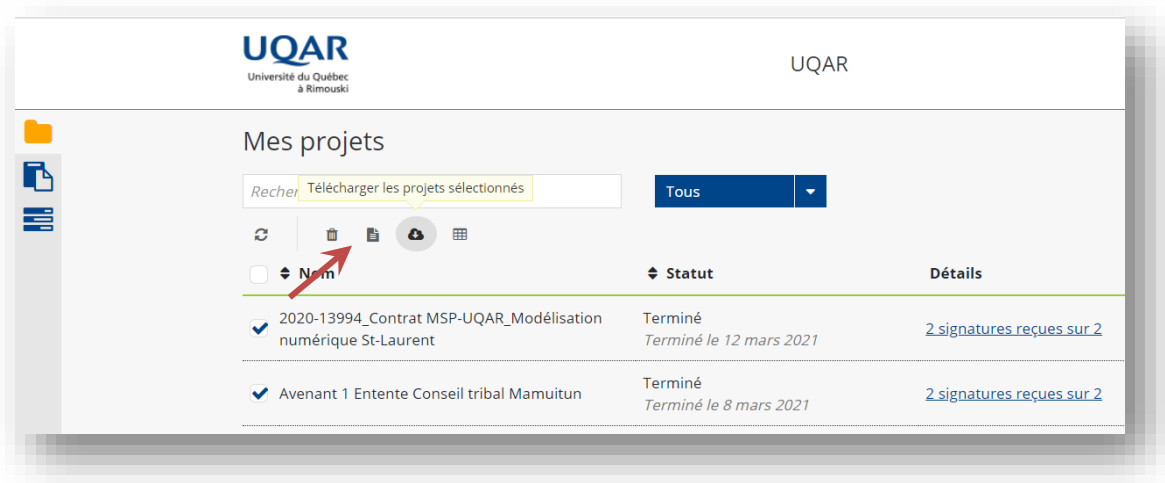 UQAR
Université du Québec
à Rimouski
UQAR
Mes projets
Recher
Télécharger les projets sélectionnés
Tous
Nom
Statut
Détails
2020-13994_Contrat MSP-UQAR_Modélisation
numérique St-Laurent
Terminé
Terminé le 12 mars 2021
2 signatures reçues sur 2
Avenant 1 Entente Conseil tribal Mamuitun
Terminé
Terminé le 8 mars 2021
2 signatures reçues sur 2